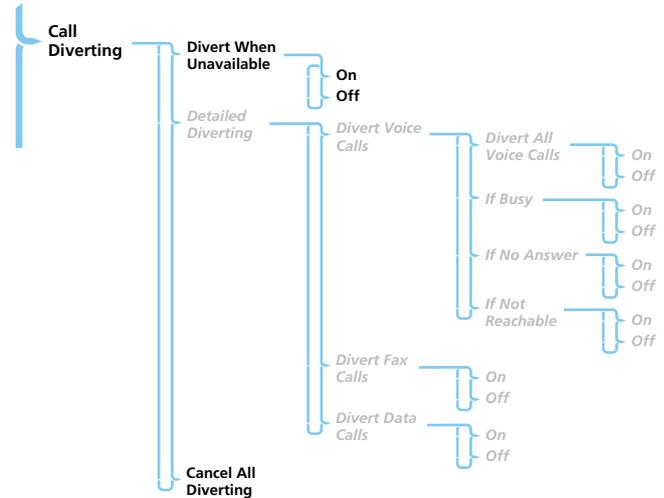 Call
Diverting
Divert When
Unavailable
On
Off
Detailed
Diverting
Divert Voice
Calls
Divert All
Voice Calls
On
Off
If Busy
On
Off
If No Answer
On
Off
If Not
Reachable
On
Off
Divert Fax
Calls
On
Off
Divert Data
Calls
On
Off
Cancel All
Diverting